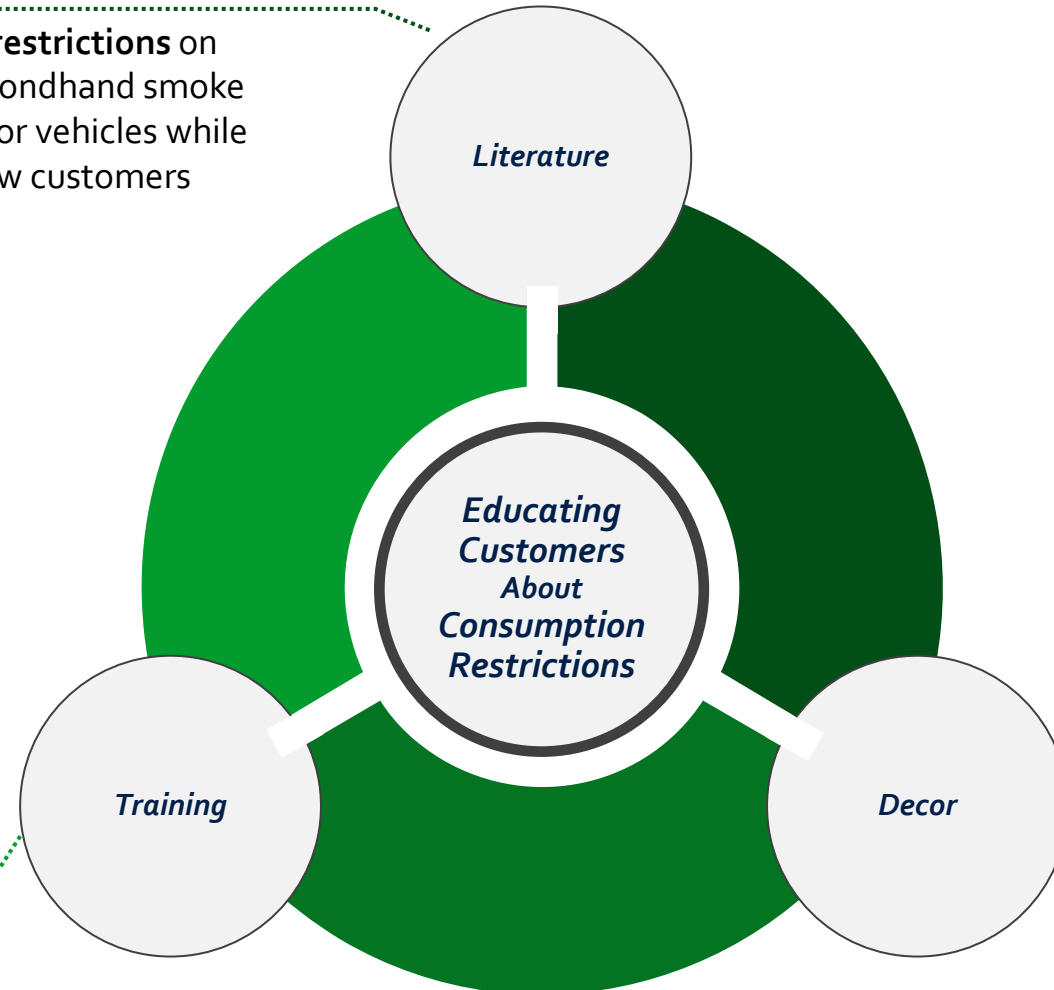 restrictions on
ondhand smoke
or vehicles while
w customers
Literature
Educating
Customers
About
Consumption
Restrictions
Training
Decor